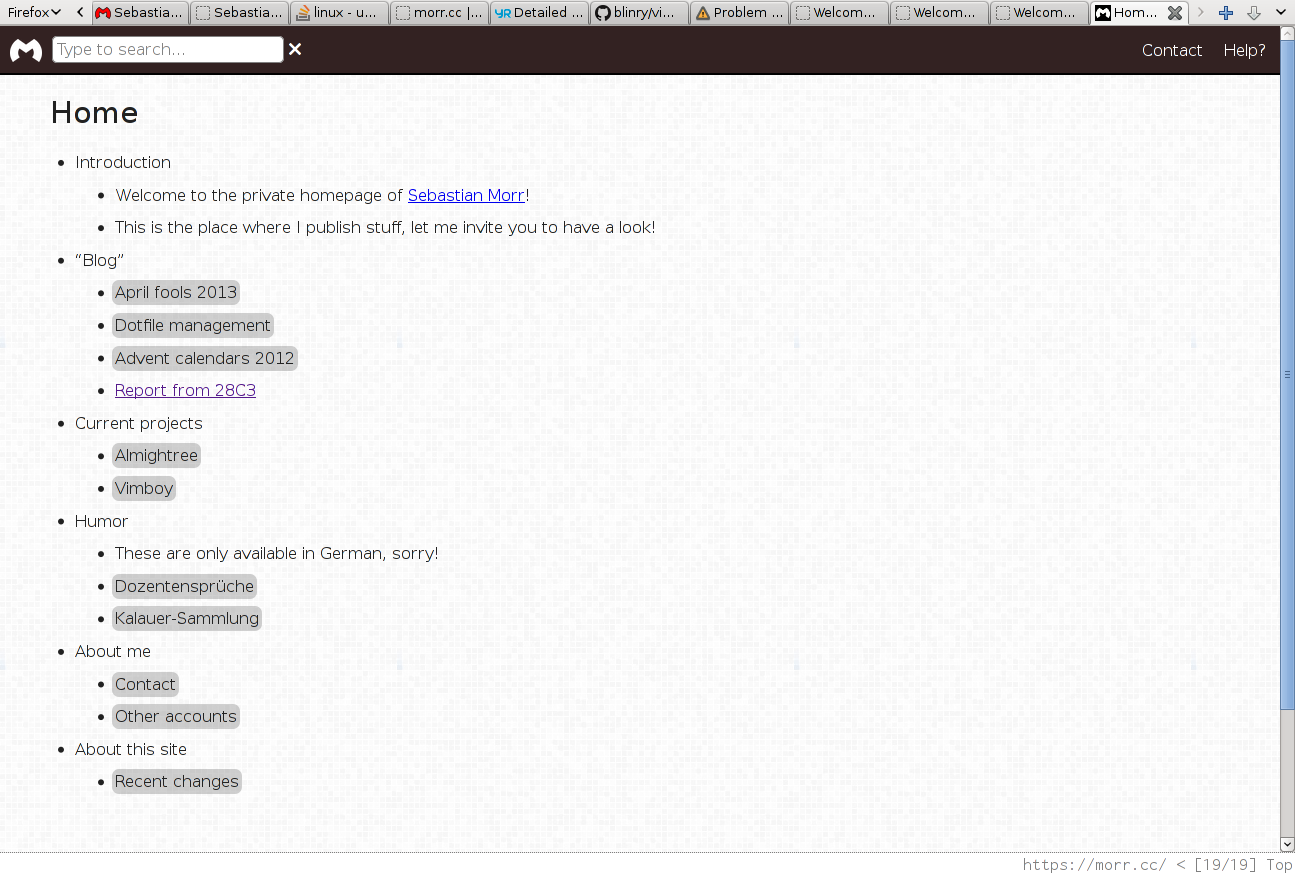 Firefox
Sebastia...
Sebastia...
linux - u...
morr.cc |...
YR Detailed ...
blinry/vi...
Problem ...
Welcom...
Welcom...
Welcom...
Hom...
Type to search...
Contact
Help?
Home
Introduction
Welcome to the private homepage of Sebastian Morr!
This is the place where I publish stuff, let me invite you to have a look!
“Blog”
April fools 2013
Dotfile management
Advent calendars 2012
Report from 28C3
Current projects
Almightree
Vimboy
Humor
These are only available in German, sorry!
Dozentensprüche
Kalauer-Sammlung
About me
Contact
Other accounts
About this site
Recent changes
https://morr.cc/ < [19/19] Top